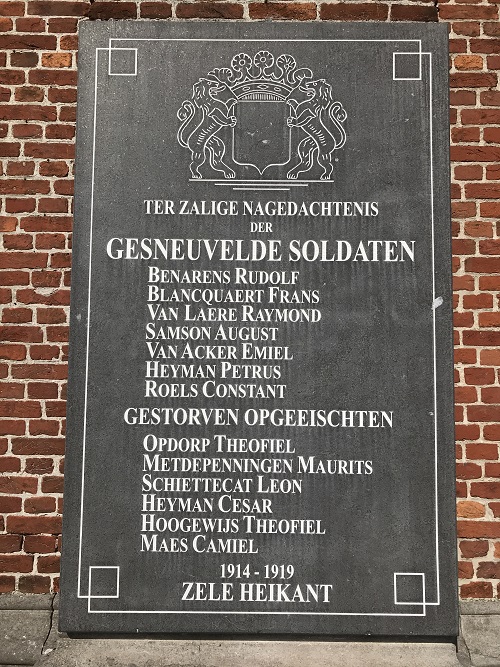 TER ZALIGE NAGEDACHTENIS
DER
GESNEUVELDE SOLDATEN
BENARENS RUDOLF
BLANCQUAERT FRANS
VAN LAERE RAYMOND
SAMSON AUGUST
VAN ACKER EMIEL
HEYMAN PETRUS
ROELS CONSTANT
GESTORVEN OPGEEISCHTEN
OPDORP THEOFIEL
METDEPENNINGEN MAURITS
SCHIETTECAT LEON
HEYMAN CESAR
HOOGEWIJS THEOFIEL
MAES CAMIEL
1914 - 1919
ZELE HEIKANT